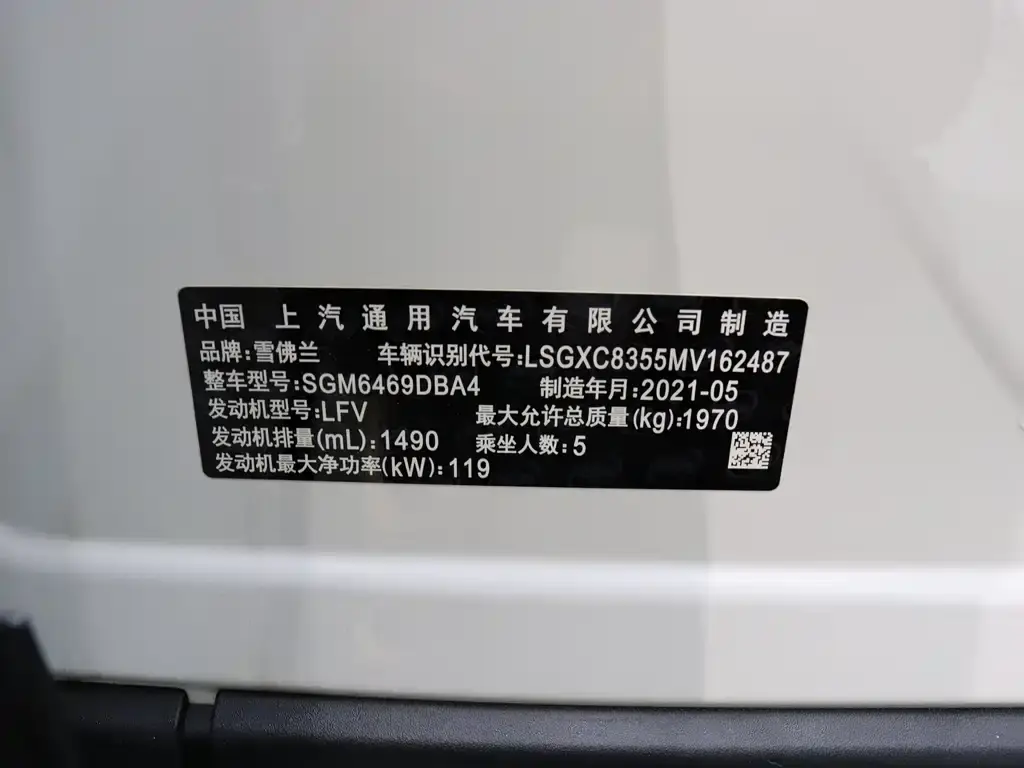 中国 上汽通用汽车有限公司制造
品牌:雪佛兰 车辆识别代号:LSGXC8355MV162487
整车型号:SGM6469DBA4 制造年月:2021-05
发动机型号:LFV 最大允许总质量(kg):1970
发动机排量(mL):1490 乘坐人数:5
发动机最大净功率(kW):119